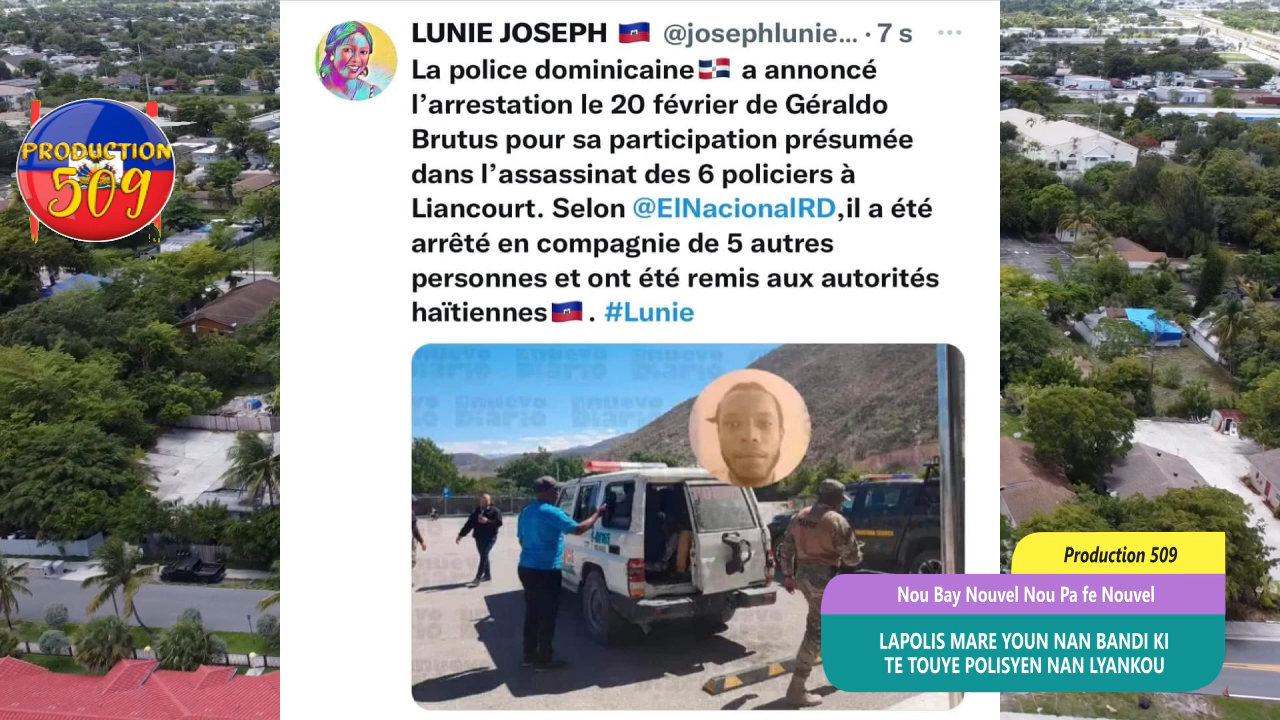 LUNIE JOSEPH 🇭🇹 @josephlunie... · 7 s
La police dominicaine🇩🇴 a annoncé
l’arrestation le 20 février de Géraldo
Brutus pour sa participation présumée
dans l’assassinat des 6 policiers à
Liancourt. Selon @ElNacionalRD,il a été
arrêté en compagnie de 5 autres
personnes et ont été remis aux autorités
haïtiennes🇭🇹. #Lunie
PRODUCTION
509
Enuevo Diario
Production 509
Nou Bay Nouvel Nou Pa fe Nouvel
LAPOLIS MARE YOUN NAN BANDI KI
TE TOUYE POLISYEN NAN LYANKOU